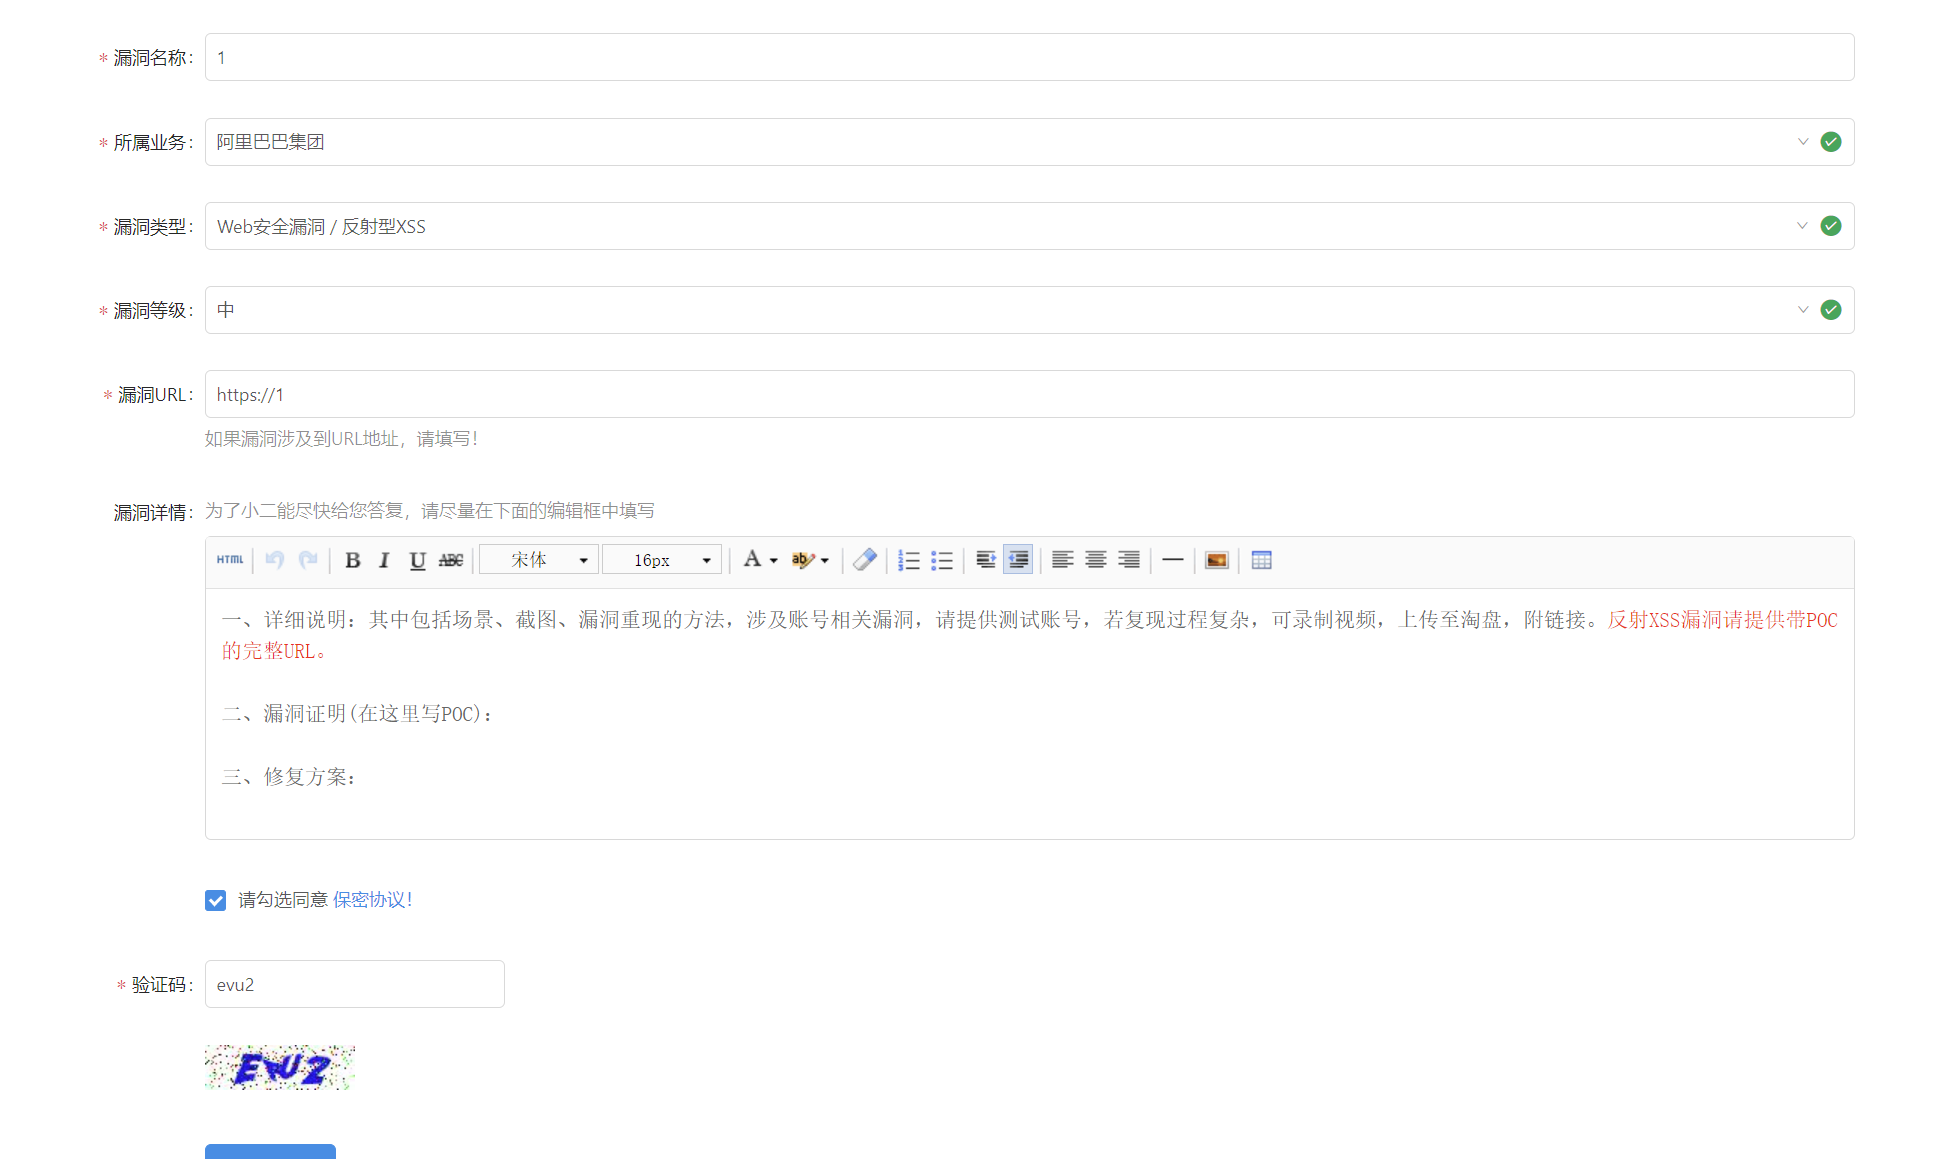 * 漏洞名称： 1
* 所属业务： 阿里巴巴集团
* 漏洞类型： Web安全漏洞 / 反射型XSS
* 漏洞等级： 中
* 漏洞URL： https://1
如果漏洞涉及到URL地址，请填写！
漏洞详情： 为了小二能尽快给您答复，请尽量在下面的编辑框中填写
HTML B I U ABC 宋体 16px A ab
一、详细说明：其中包括场景、截图、漏洞重现的方法，涉及账号相关漏洞，请提供测试账号，若复现过程复杂，可录制视频，上传至淘盘，附链接。反射XSS漏洞请提供带POC
的完整URL。
二、漏洞证明(在这里写POC)：
三、修复方案：
请勾选同意 保密协议！
* 验证码： evu2
EVU2